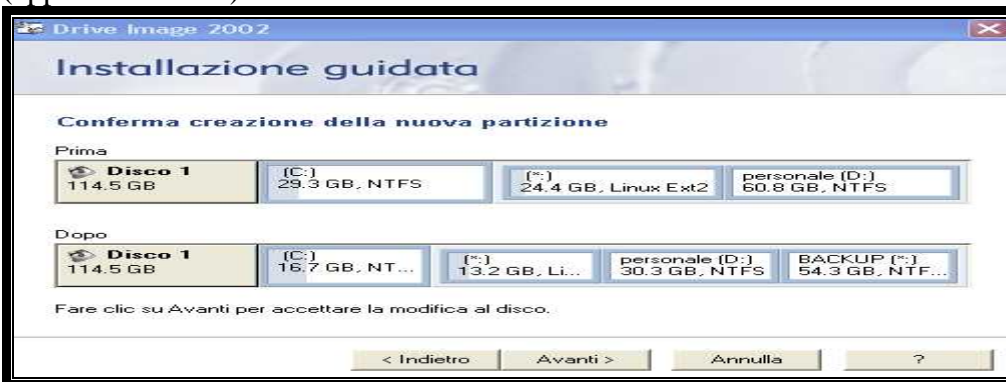 Drive Image 2002
Installazione guidata
Conferma creazione della nuova partizione
Prima
Disco 1
114.5 GB
(C:)
29.3 GB, NTFS
(*:)
24.4 GB, Linux Ext2
personale (D:)
60.8 GB, NTFS
Dopo
Disco 1
114.5 GB
(C:)
16.7 GB, NT...
(*:)
13.2 GB, Li...
personale (D:)
30.3 GB, NTFS
BACKUP (*:)
54.3 GB, NTF...
Fare clic su Avanti per accettare la modifica al disco.
< Indietro
Avanti >
Annulla
?